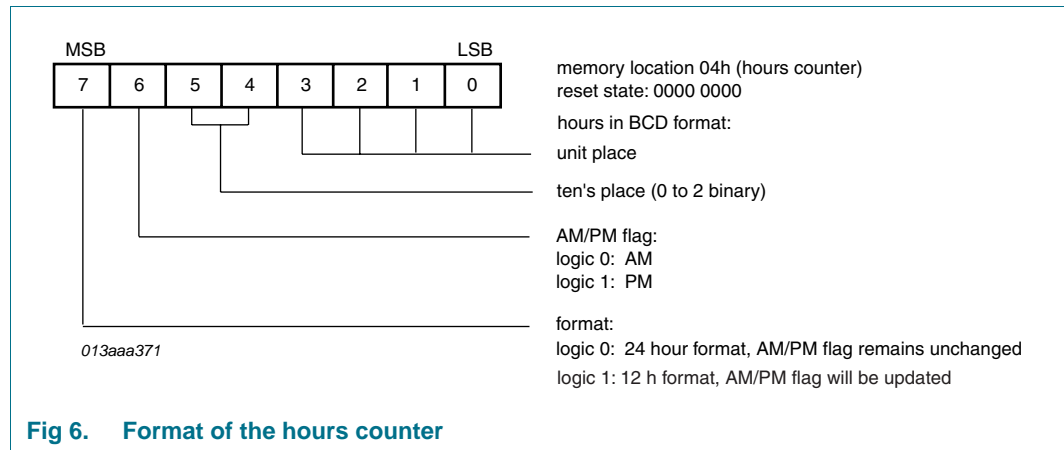 MSB LSB
7 6 5 4 3 2 1 0
memory location 04h (hours counter)
reset state: 0000 0000
hours in BCD format:
unit place
ten's place (0 to 2 binary)
AM/PM flag:
logic 0: AM
logic 1: PM
format:
logic 0: 24 hour format, AM/PM flag remains unchanged
logic 1: 12 h format, AM/PM flag will be updated
013aaa371
Fig 6. Format of the hours counter